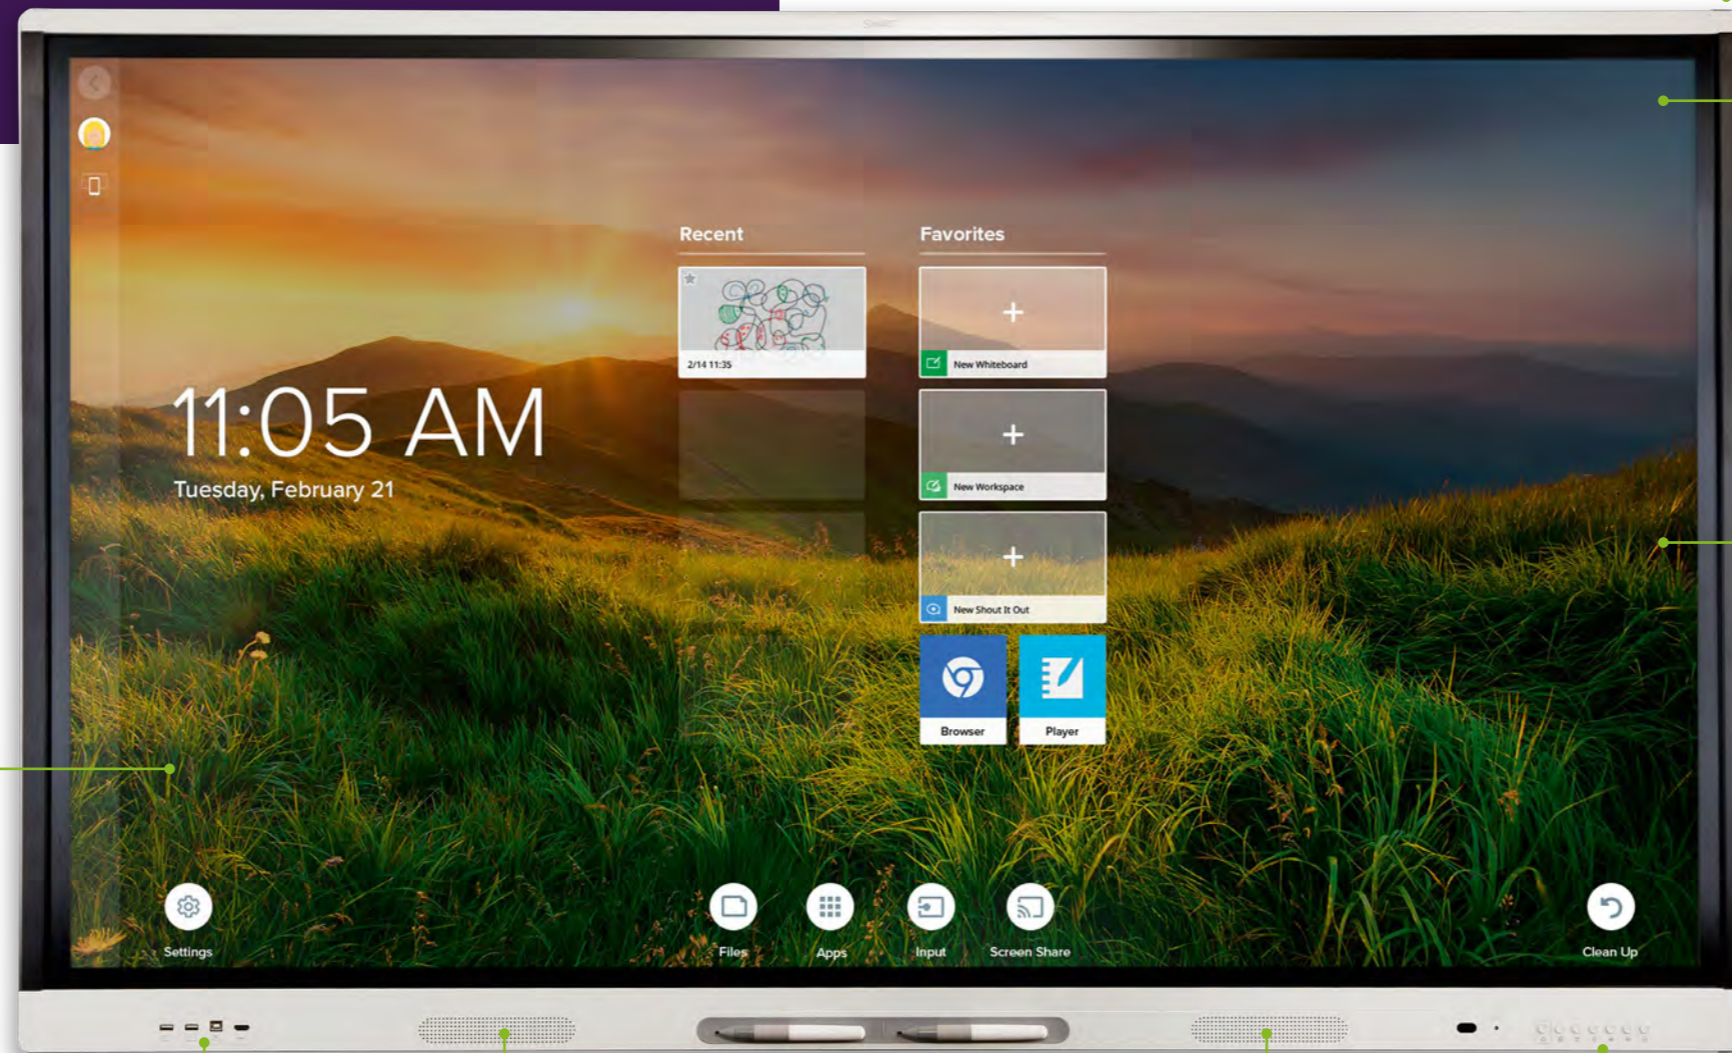 Recent
Favorites
2/14 11:35
New Whiteboard
11:05 AM
Tuesday, February 21
New Workspace
New Shout It Out
Browser
Player
Settings
Files
Apps
Input
Screen Share
Clean Up